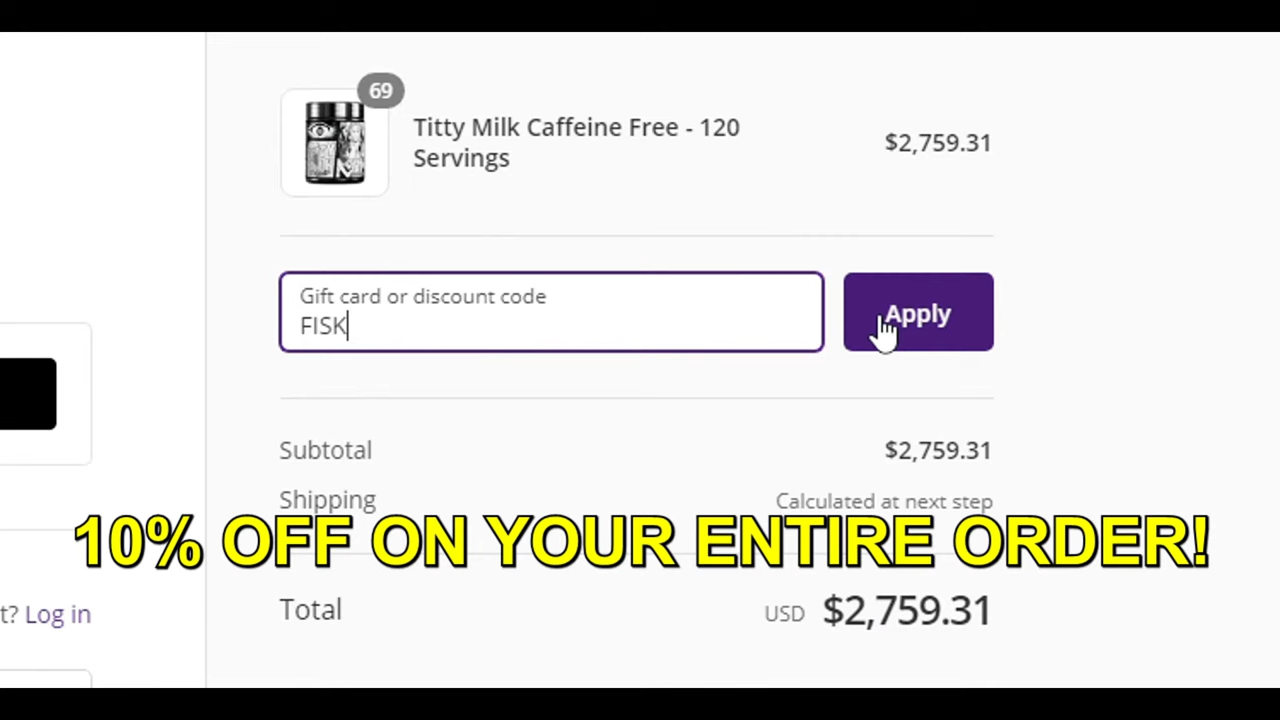 69
Titty Milk Caffeine Free - 120
Servings
$2,759.31
Gift card or discount code
FISK
Apply
Subtotal
$2,759.31
Shipping
Calculated at next step
10% OFF ON YOUR ENTIRE ORDER!
t? Log in
Total
USD $2,759.31